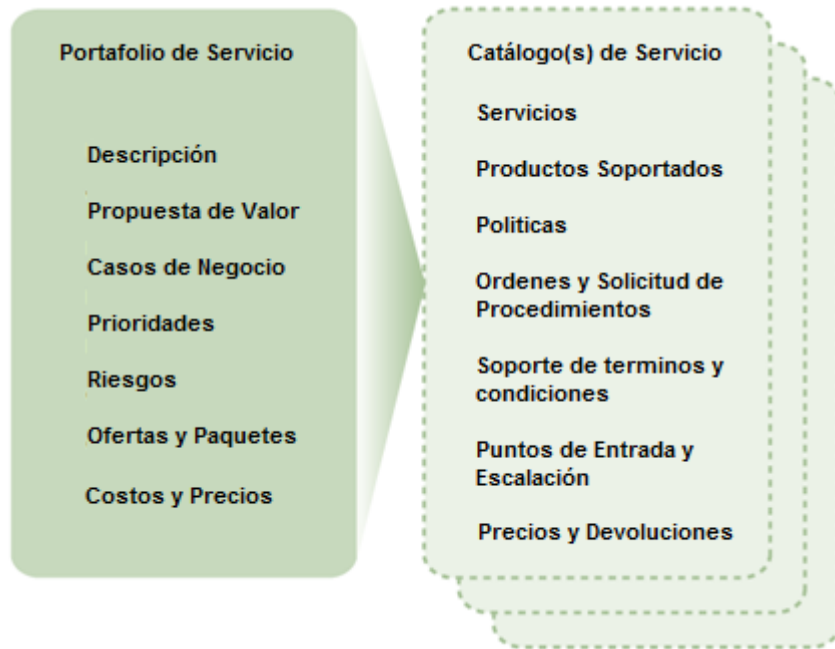 Portafolio de Servicio
Descripción
Propuesta de Valor
Casos de Negocio
Prioridades
Riesgos
Ofertas y Paquetes
Costos y Precios
Catálogo(s) de Servicio
Servicios
Productos Soportados
Politicas
Ordenes y Solicitud de
Procedimientos
Soporte de terminos y
condiciones
Puntos de Entrada y
Escalación
Precios y Devoluciones